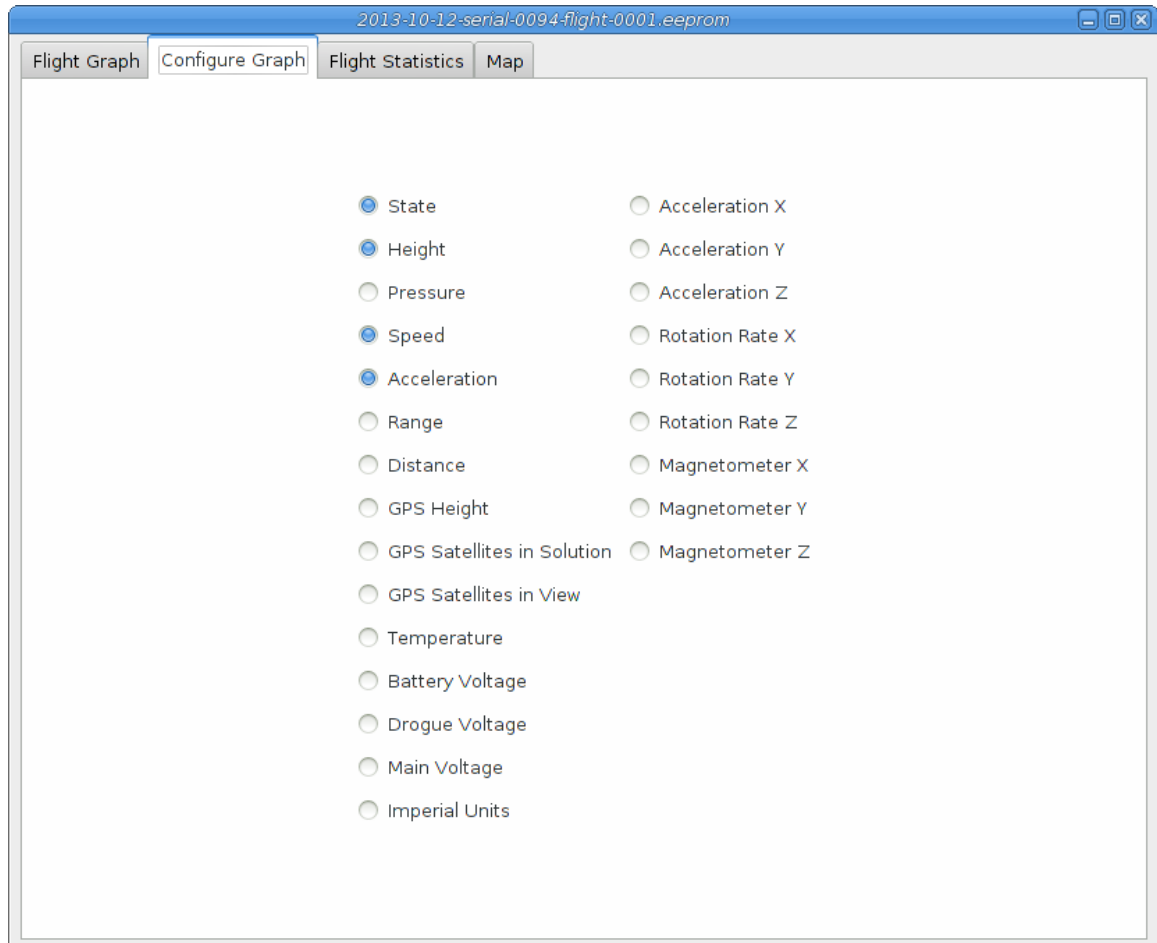 2013-10-12-serial-0094-flight-0001.eeprom
Flight Graph Configure Graph Flight Statistics Map
State Acceleration X
Height Acceleration Y
Pressure Acceleration Z
Speed Rotation Rate X
Acceleration Rotation Rate Y
Range Rotation Rate Z
Distance Magnetometer X
GPS Height Magnetometer Y
GPS Satellites in Solution Magnetometer Z
GPS Satellites in View
Temperature
Battery Voltage
Drogue Voltage
Main Voltage
Imperial Units